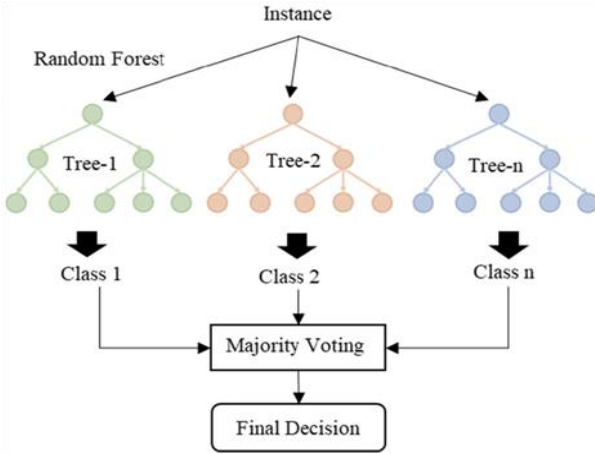 Instance
Random Forest
Tree-1
Tree-2
Tree-n
Class 1
Class 2
Class n
Majority Voting
Final Decision